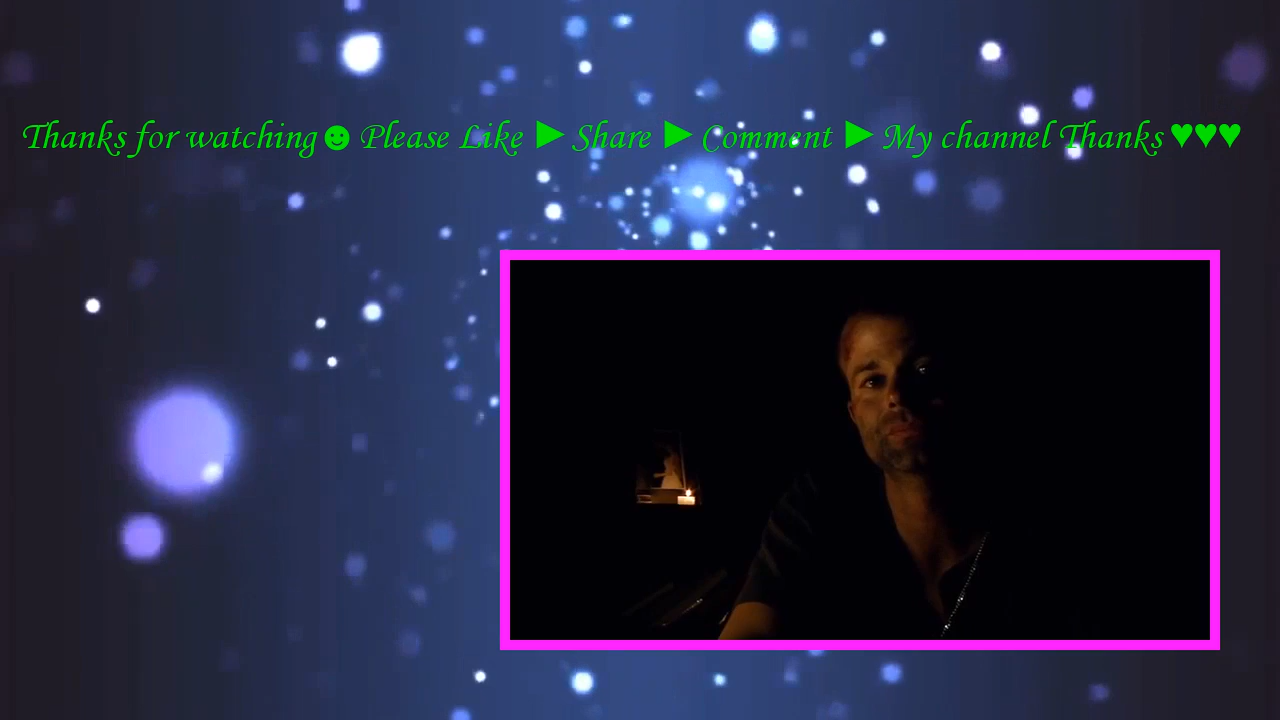 Thanks for watching☻Please Like ► Share ► Comment ► My channel Thanks ♥♥♥